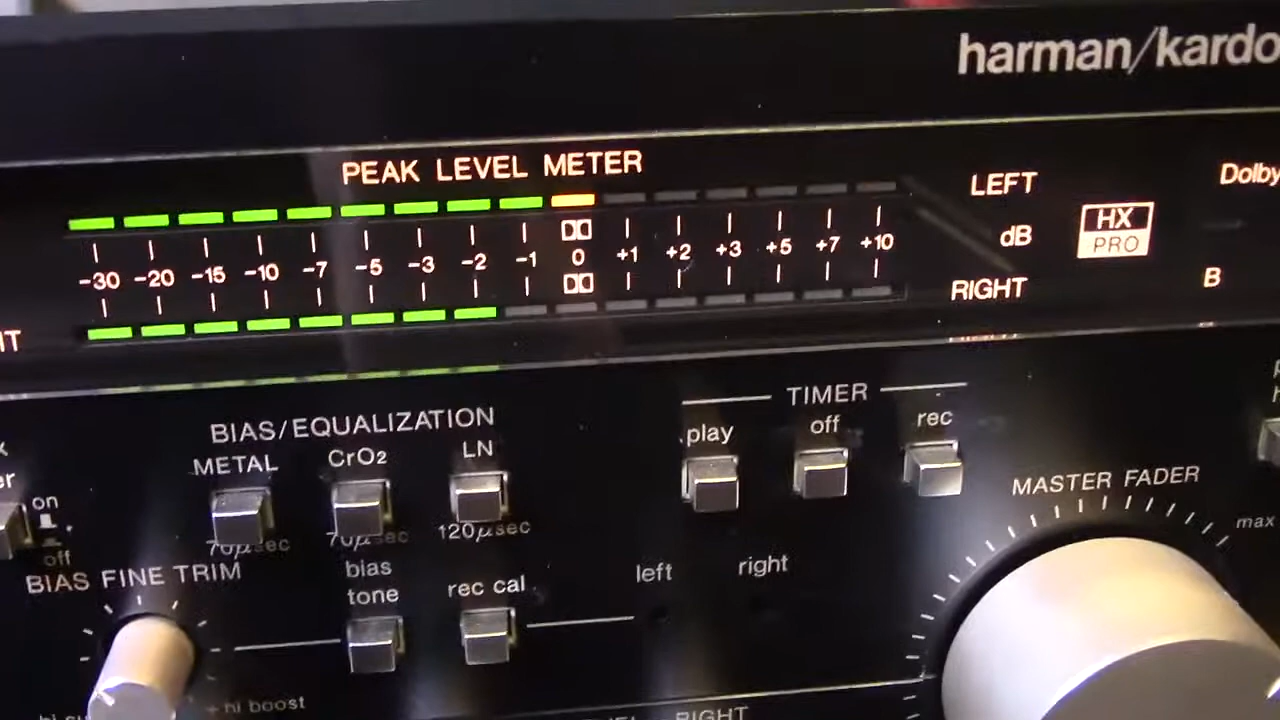 harman/kardo
PEAK LEVEL METER
LEFT
Dolby
-30 -20 -15 -10 -7 -5 -3 -2 -1 0 +1 +2 +3 +5 +7 +10
dB
HX
PRO
RIGHT
B
BIAS/EQUALIZATION
METAL CrO2 LN
70μsec 70μsec 120μsec
TIMER
play off rec
MASTER FADER
max
on
off
BIAS FINE TRIM
bias
tone
rec cal
left right
+ hi boost
RIGHT